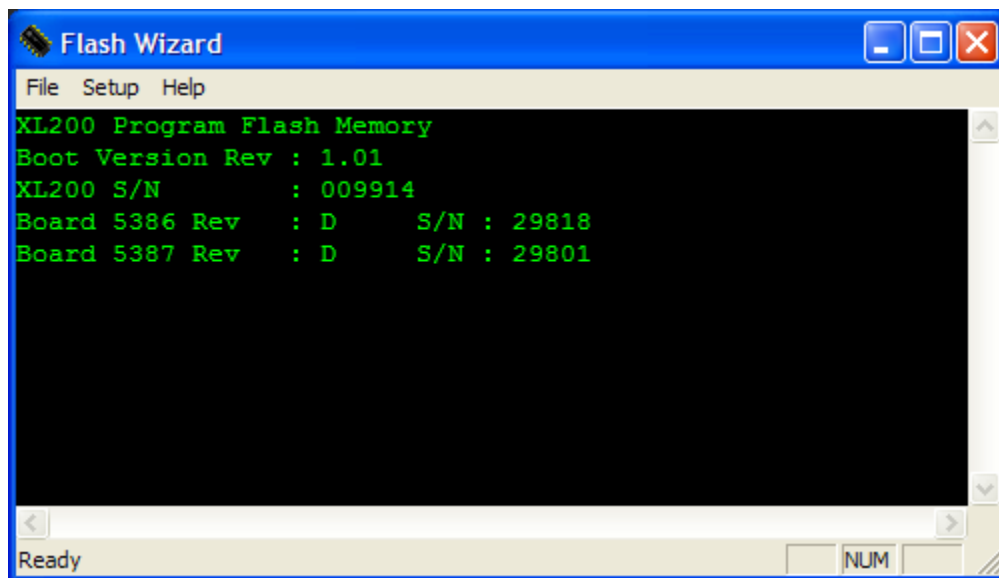 Flash Wizard
File Setup Help
XL200 Program Flash Memory
Boot Version Rev : 1.01
XL200 S/N        : 009914
Board 5386 Rev   : D     S/N : 29818
Board 5387 Rev   : D     S/N : 29801
Ready NUM